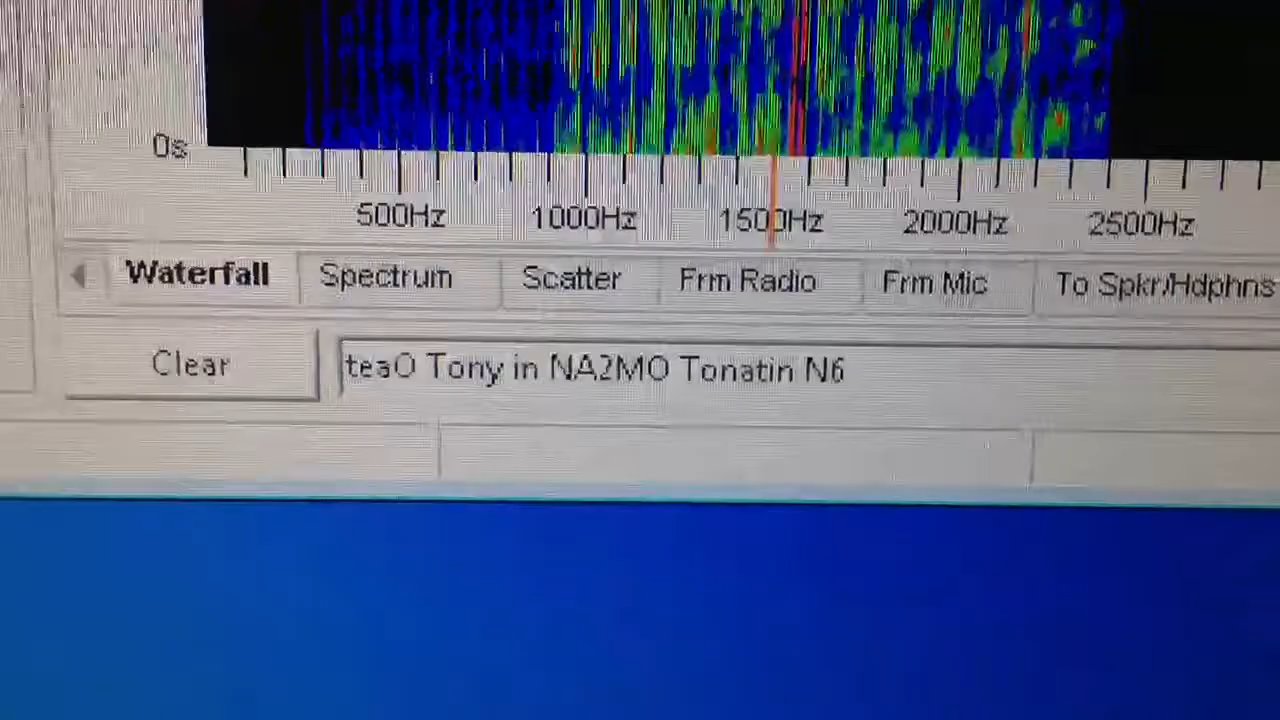 0s
500Hz 1000Hz 1500Hz 2000Hz 2500Hz
Waterfall Spectrum Scatter Frm Radio Frm Mic To Spkr/Hdphns
Clear teaO Tony in NA2MO Tonatin N6